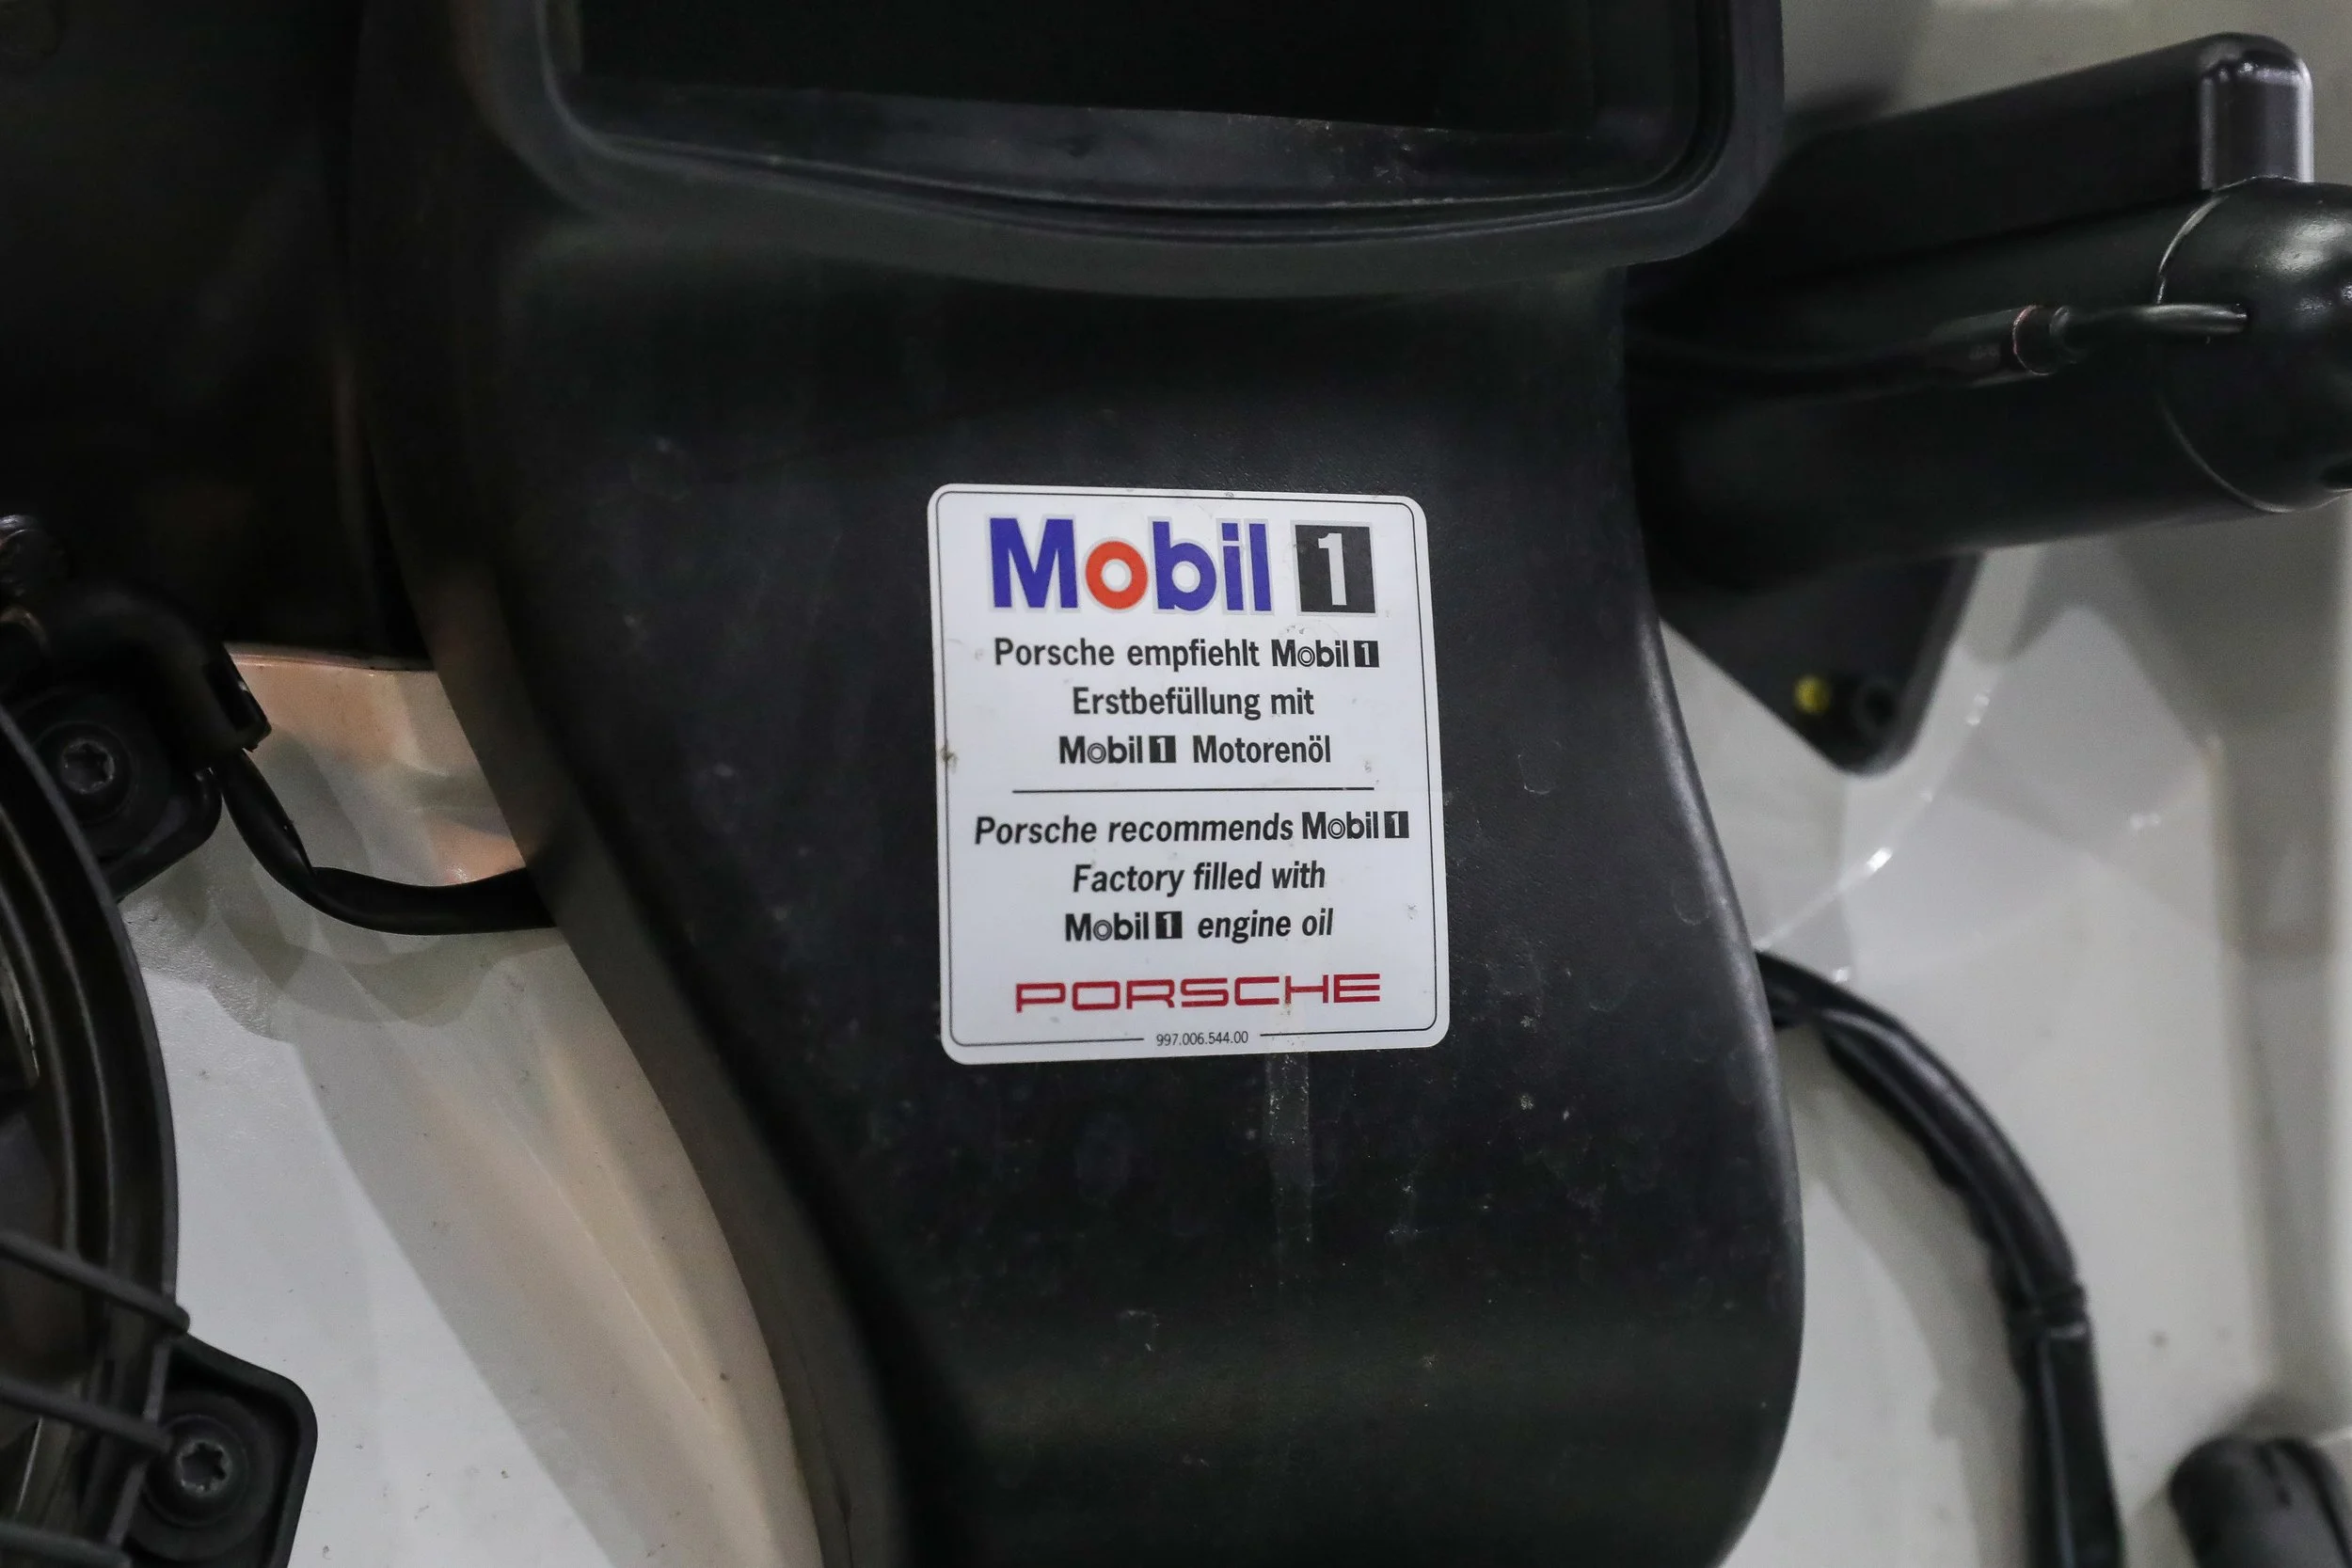 Mobil 1
Porsche empfiehlt Mobil 1
Erstbefüllung mit
Mobil 1 Motorenöl
Porsche recommends Mobil 1
Factory filled with
Mobil 1 engine oil
PORSCHE
997.006.544.00